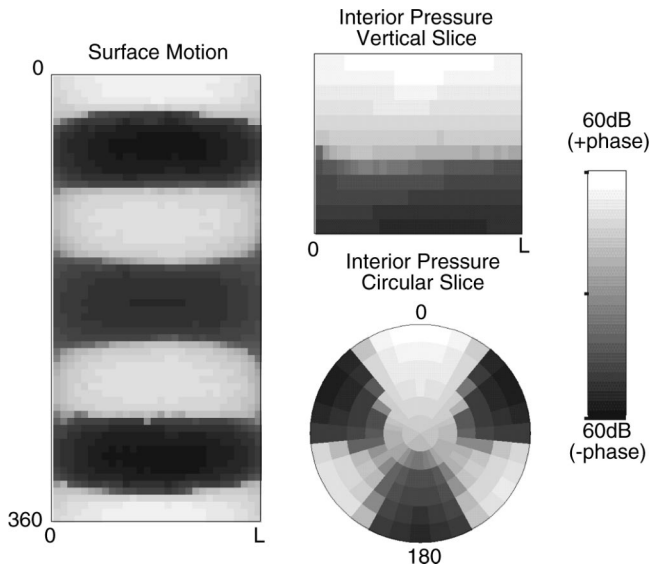 Surface Motion
0
360
0
L
Interior Pressure
Vertical Slice
0
L
Interior Pressure
Circular Slice
0
180
60dB
(+phase)
60dB
(-phase)